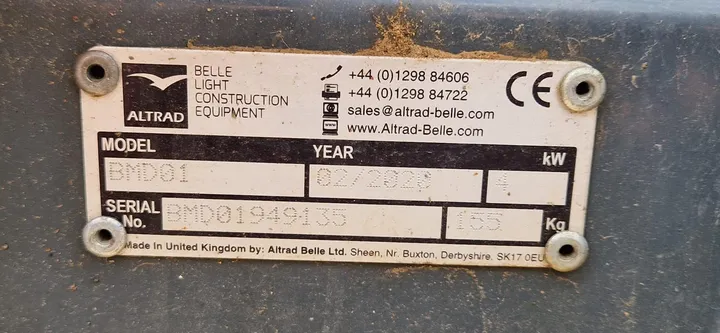 ALTRAD
BELLE
LIGHT
CONSTRUCTION
EQUIPMENT
+44 (0)1298 84606
+44 (0)1298 84722
sales@altrad-belle.com
www.Altrad-Belle.com
CE
MODEL YEAR kW
BMD01 02/2020 4
SERIAL No. BMD01949135 155 Kg
Made in United Kingdom by: Altrad Belle Ltd. Sheen, Nr. Buxton, Derbyshire. SK17 0EU